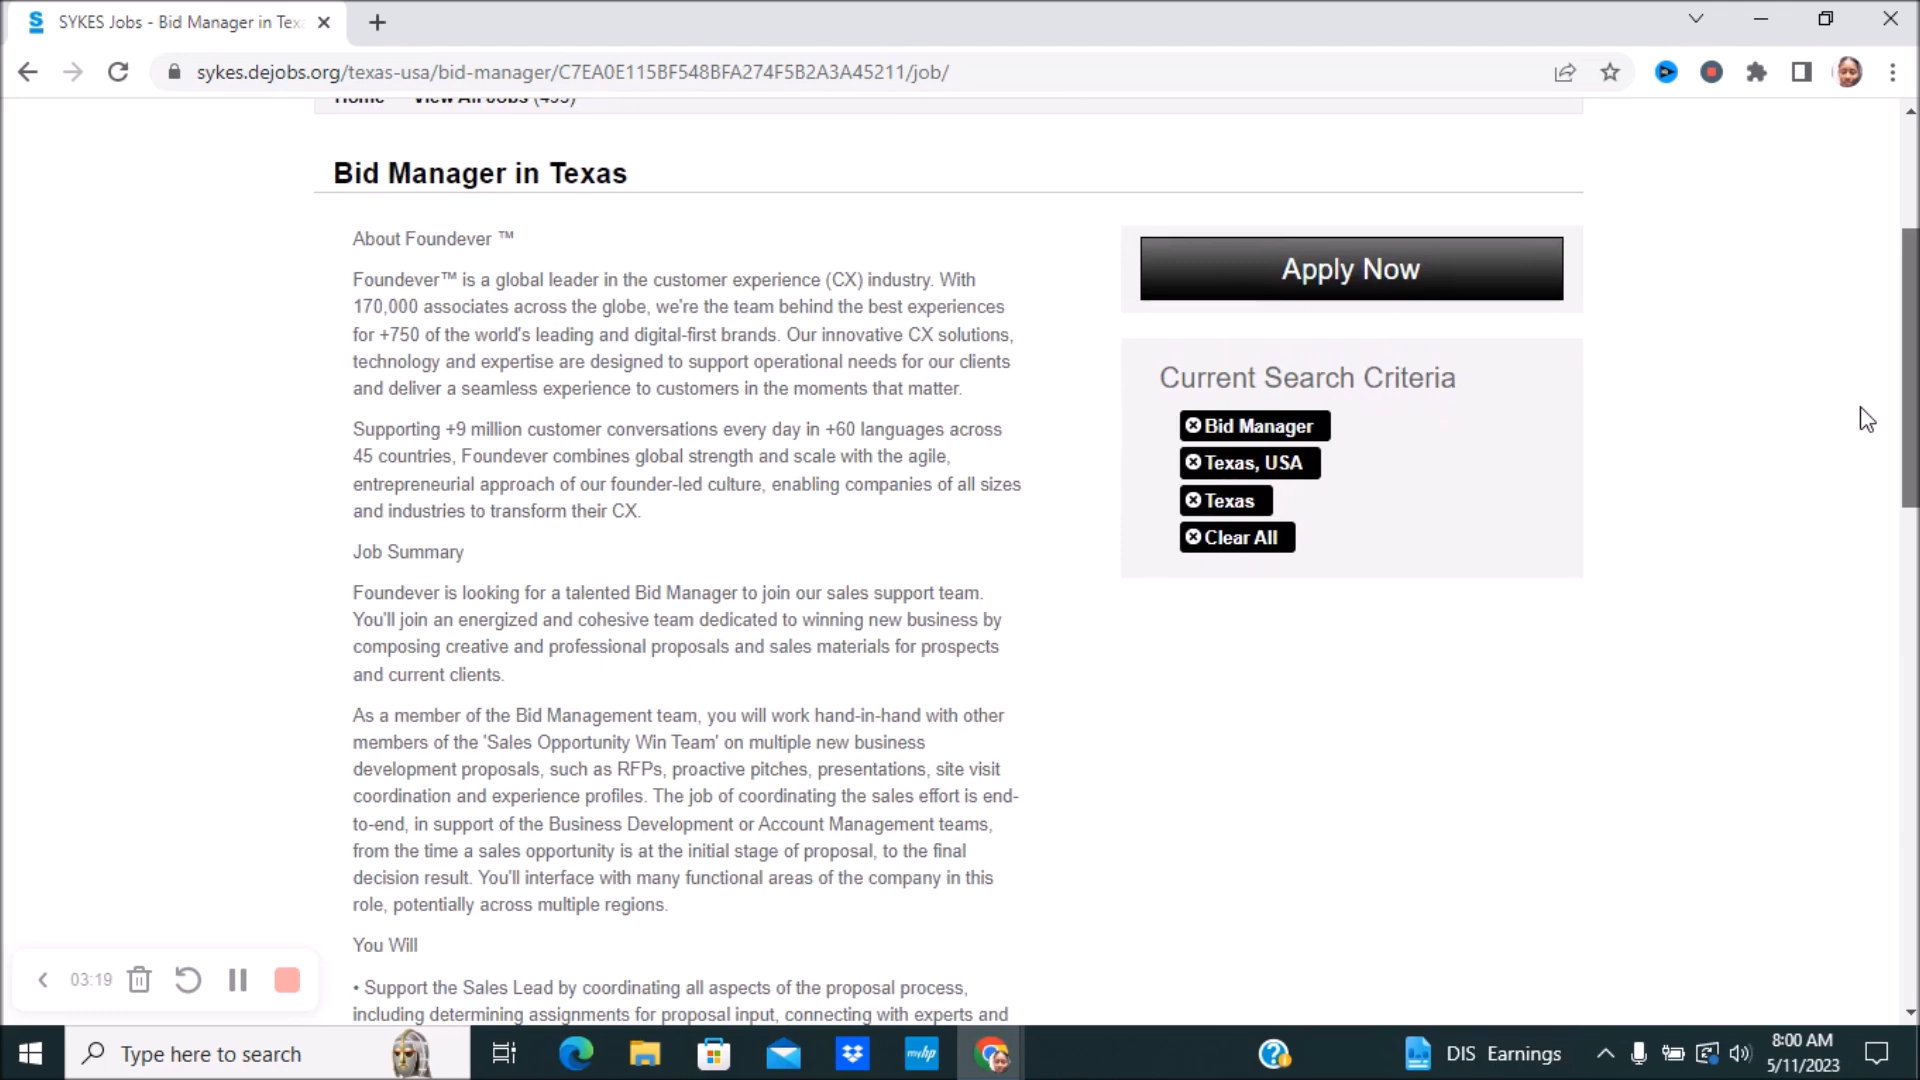 SYKES Jobs - Bid Manager in Texa
sykes.dejobs.org/texas-usa/bid-manager/C7EA0E115BF548BFA274F5B2A3A45211/job/
Home View All Jobs (495)
Bid Manager in Texas
About Foundever ™
Foundever™ is a global leader in the customer experience (CX) industry. With
170,000 associates across the globe, we're the team behind the best experiences
for +750 of the world's leading and digital-first brands. Our innovative CX solutions,
technology and expertise are designed to support operational needs for our clients
and deliver a seamless experience to customers in the moments that matter.
Supporting +9 million customer conversations every day in +60 languages across
45 countries, Foundever combines global strength and scale with the agile,
entrepreneurial approach of our founder-led culture, enabling companies of all sizes
and industries to transform their CX.
Job Summary
Foundever is looking for a talented Bid Manager to join our sales support team.
You'll join an energized and cohesive team dedicated to winning new business by
composing creative and professional proposals and sales materials for prospects
and current clients.
As a member of the Bid Management team, you will work hand-in-hand with other
members of the 'Sales Opportunity Win Team' on multiple new business
development proposals, such as RFPs, proactive pitches, presentations, site visit
coordination and experience profiles. The job of coordinating the sales effort is end-
to-end, in support of the Business Development or Account Management teams,
from the time a sales opportunity is at the initial stage of proposal, to the final
decision result. You'll interface with many functional areas of the company in this
role, potentially across multiple regions.
You Will
• Support the Sales Lead by coordinating all aspects of the proposal process,
including determining assignments for proposal input, connecting with experts and
Apply Now
Current Search Criteria
Bid Manager
Texas, USA
Texas
Clear All
03:19
Type here to search
myhp
DIS Earnings
8:00 AM
5/11/2023